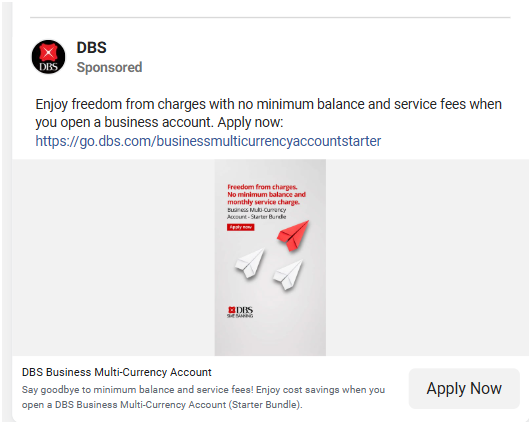 DBS
DBS
Sponsored
Enjoy freedom from charges with no minimum balance and service fees when
you open a business account. Apply now:
https://go.dbs.com/businessmulticurrencyaccountstarter
Freedom from charges.
No minimum balance and
monthly service charge.
Business Multi-Currency
Account - Starter Bundle
Apply now
DBS
SME BANKING
DBS Business Multi-Currency Account
Say goodbye to minimum balance and service fees! Enjoy cost savings when you
open a DBS Business Multi-Currency Account (Starter Bundle).
Apply Now